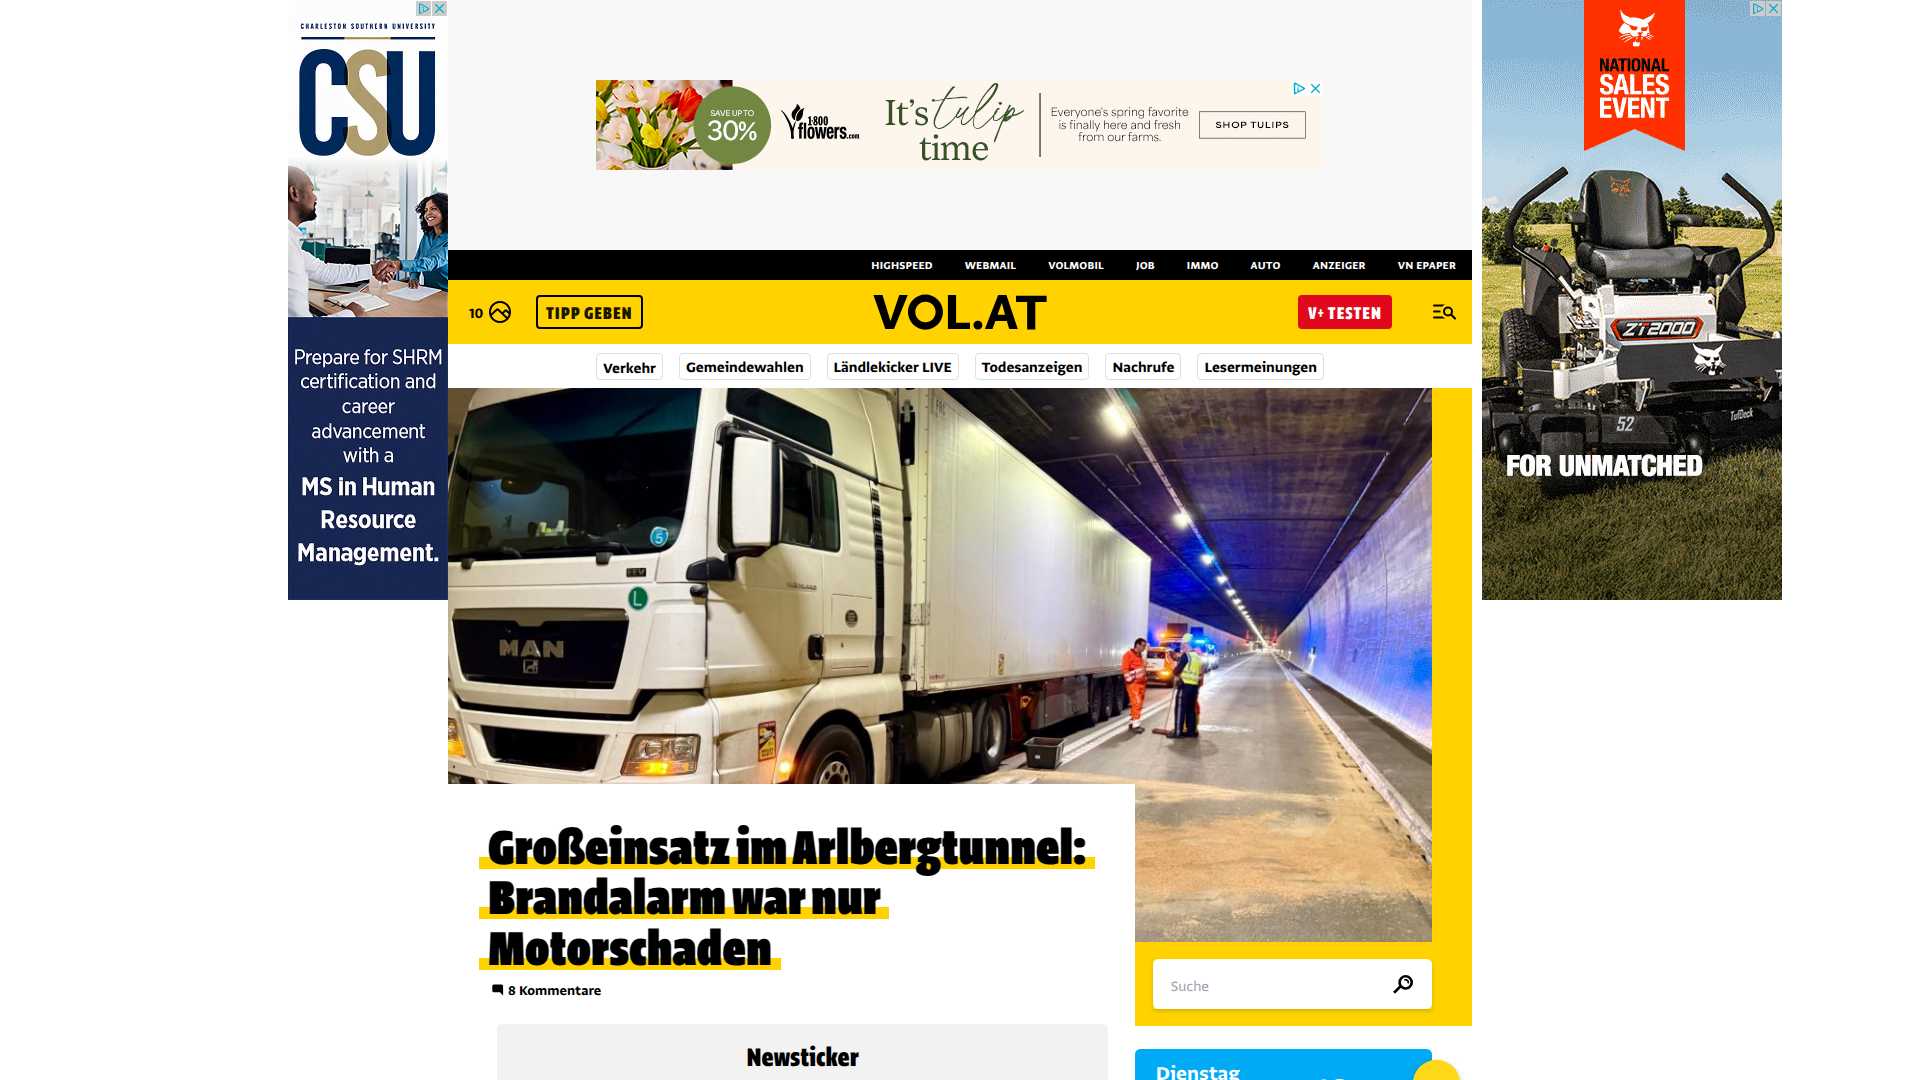 CHARLESTON SOUTHERN UNIVERSITY
CSU
Prepare for SHRM
certification and
career
advancement
with a
MS in Human
Resource
Management.
SAVE UP TO
30%
1-800
flowers.com
It's tulip
time
Everyone's spring favorite
is finally here and fresh
from our farms.
SHOP TULIPS
NATIONAL
SALES
EVENT
ZT2000
52
TufDeck
FOR UNMATCHED
HIGHSPEED WEBMAIL VOLMOBIL JOB IMMO AUTO ANZEIGER VN EPAPER
10 TIPP GEBEN VOL.AT V+ TESTEN
Verkehr Gemeindewahlen Ländlekicker LIVE Todesanzeigen Nachrufe Lesermeinungen
5
L
MAN
Großeinsatz im Arlbergtunnel:
Brandalarm war nur
Motorschaden
8 Kommentare
Suche
Newsticker
Dienstag